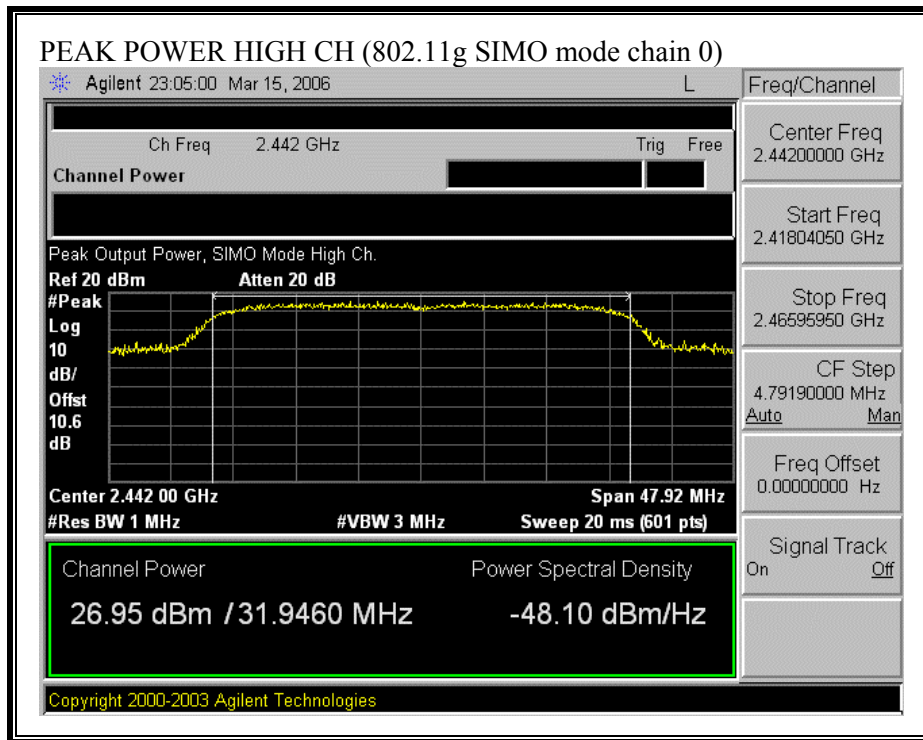 PEAK POWER HIGH CH (802.11g SIMO mode chain 0)
Agilent 23:05:00 Mar 15, 2006 L Freq/Channel
Ch Freq 2.442 GHz Trig Free
Channel Power
Peak Output Power, SIMO Mode High Ch.
Ref 20 dBm Atten 20 dB
#Peak
Log
10
dB/
Offst
10.6
dB
Center 2.442 00 GHz Span 47.92 MHz
#Res BW 1 MHz #VBW 3 MHz Sweep 20 ms (601 pts)
Channel Power Power Spectral Density
26.95 dBm / 31.9460 MHz -48.10 dBm/Hz
Copyright 2000-2003 Agilent Technologies
Center Freq
2.44200000 GHz
Start Freq
2.41804050 GHz
Stop Freq
2.46595950 GHz
CF Step
4.79190000 MHz
Auto Man
Freq Offset
0.00000000 Hz
Signal Track
On Off